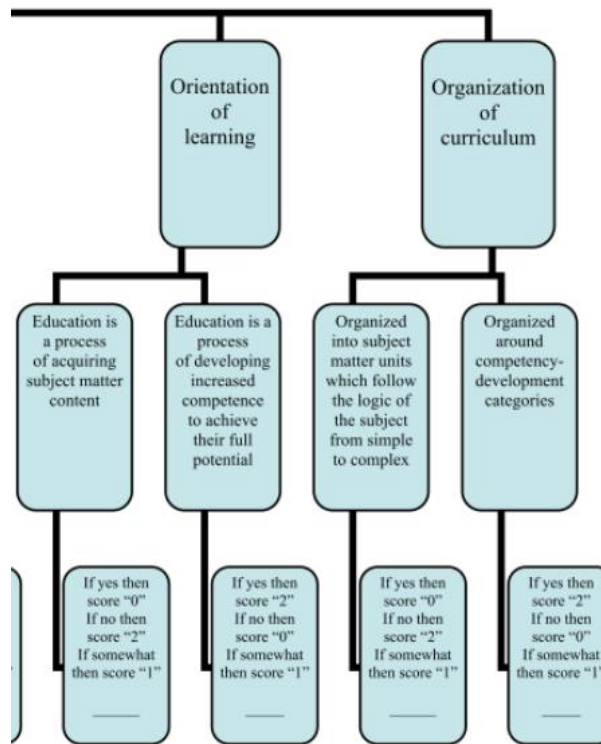 Orientation
of
learning
Organization
of
curriculum
Education is
a process
of acquiring
subject matter
content
Education is a
process
of developing
increased
competence
to achieve
their full
potential
Organized
into subject
matter units
which follow
the logic of
the subject
from simple
to complex
Organized
around
competency-
development
categories
If yes then
score “0”
If no then
score “2”
If somewhat
then score “1”
If yes then
score “2”
If no then
score “0”
If somewhat
then score “1”
If yes then
score “0”
If no then
score “2”
If somewhat
then score “1”
If yes then
score “2”
If no then
score “0”
If somewhat
then score “1”